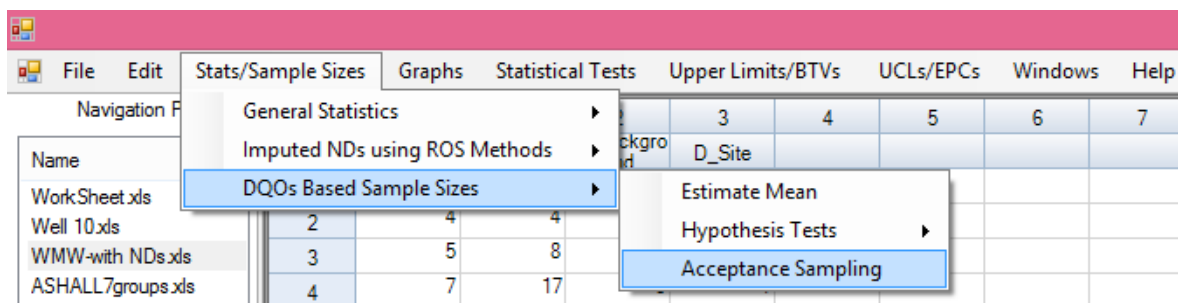 File Edit Stats/Sample Sizes Graphs Statistical Tests Upper Limits/BTVs UCLs/EPCs Windows Help
Navigation P
General Statistics
3 4 5 6 7
Name
Imputed NDs using ROS Methods
ckgro
D_Site
WorkSheet.xls
DQOs Based Sample Sizes
Estimate Mean
Well 10.xls
2 4 4
Hypothesis Tests
WMW-with NDs.xls
3 5 8
Acceptance Sampling
ASHALL7groups.xls
4 7 17